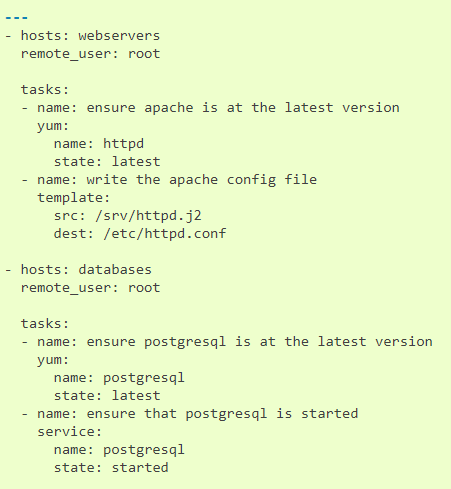 ---
- hosts: webservers
  remote_user: root

  tasks:
  - name: ensure apache is at the latest version
    yum:
      name: httpd
      state: latest
  - name: write the apache config file
    template:
      src: /srv/httpd.j2
      dest: /etc/httpd.conf

- hosts: databases
  remote_user: root

  tasks:
  - name: ensure postgresql is at the latest version
    yum:
      name: postgresql
      state: latest
  - name: ensure that postgresql is started
    service:
      name: postgresql
      state: started